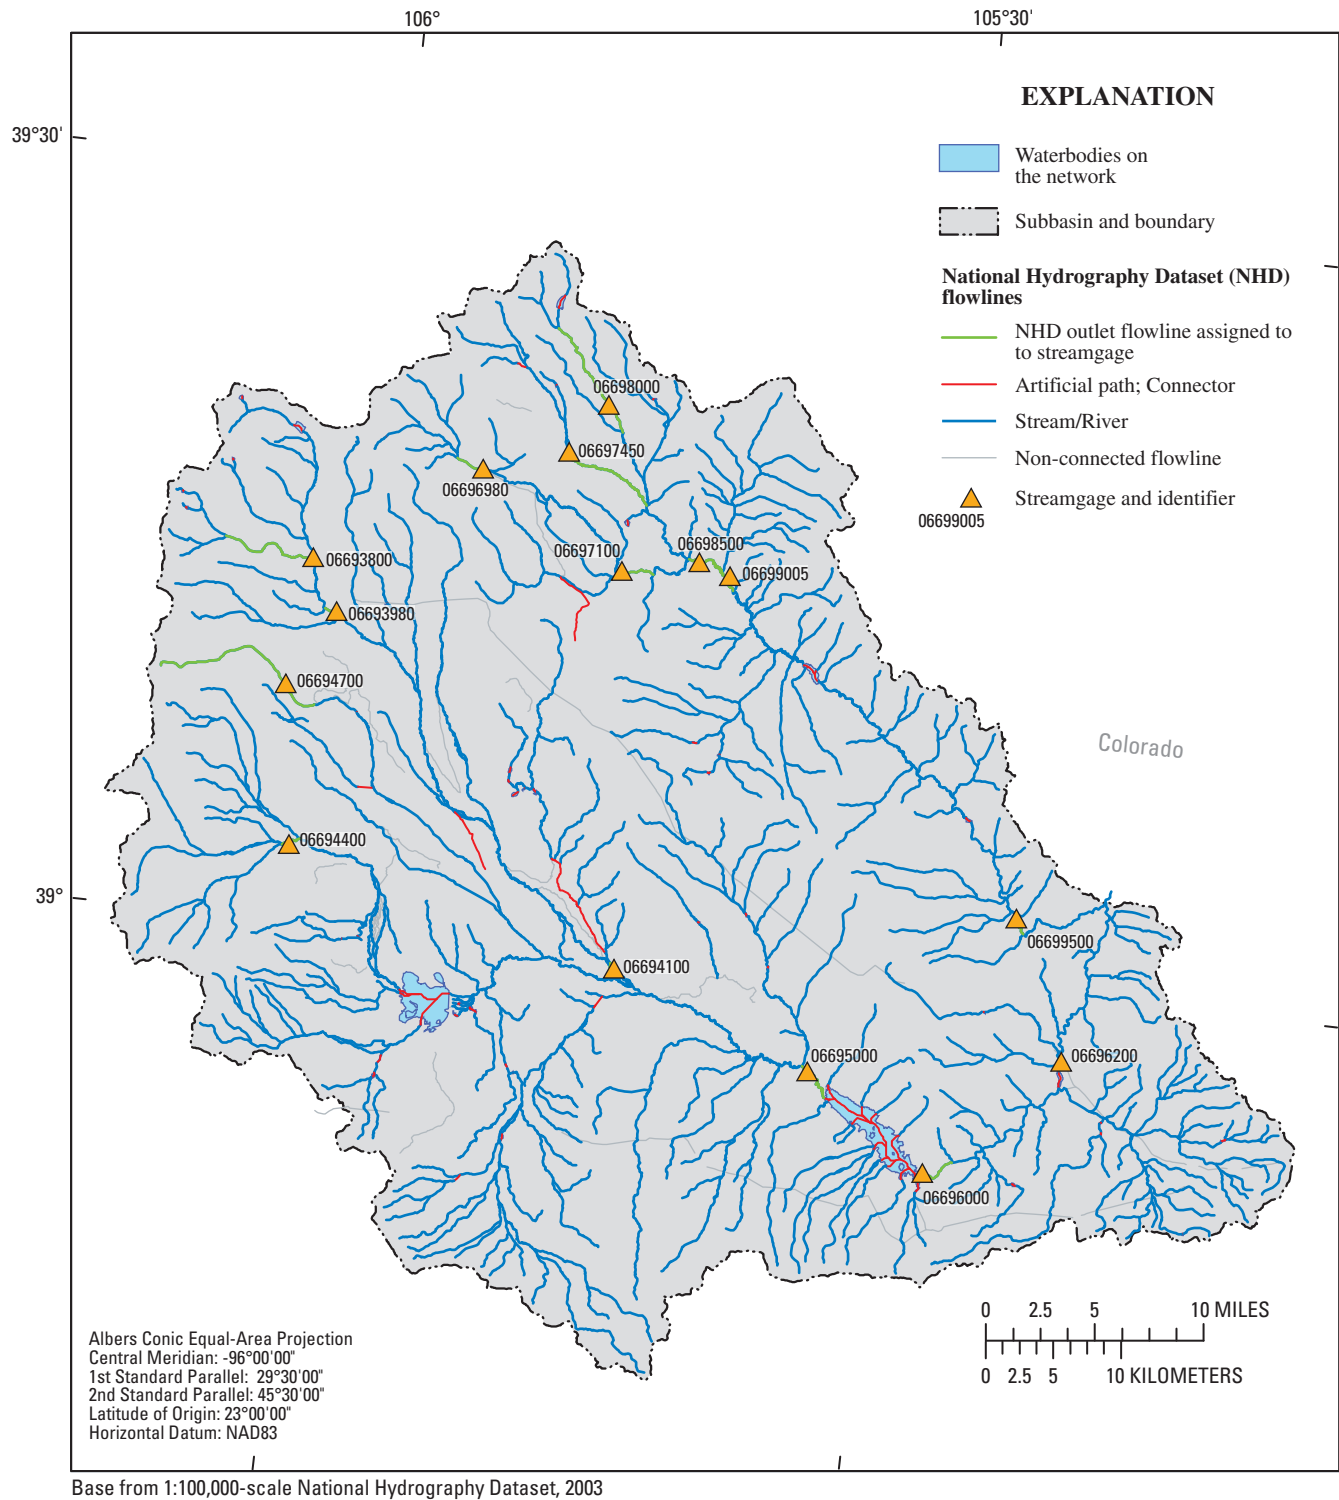 106°
105°30'
39°30'
39°
EXPLANATION
Waterbodies on
the network
Subbasin and boundary
National Hydrography Dataset (NHD)
flowlines
NHD outlet flowline assigned to
to streamgage
Artificial path; Connector
Stream/River
Non-connected flowline
Streamgage and identifier
06699005
06698000
06697450
06696980
06697100
06698500
06699005
06693800
06693980
06694700
Colorado
06694400
06699500
06694100
06695000
06696200
06696000
0 2.5 5 10 MILES
0 2.5 5 10 KILOMETERS
Albers Conic Equal-Area Projection
Central Meridian: -96°00'00"
1st Standard Parallel: 29°30'00"
2nd Standard Parallel: 45°30'00"
Latitude of Origin: 23°00'00"
Horizontal Datum: NAD83
Base from 1:100,000-scale National Hydrography Dataset, 2003